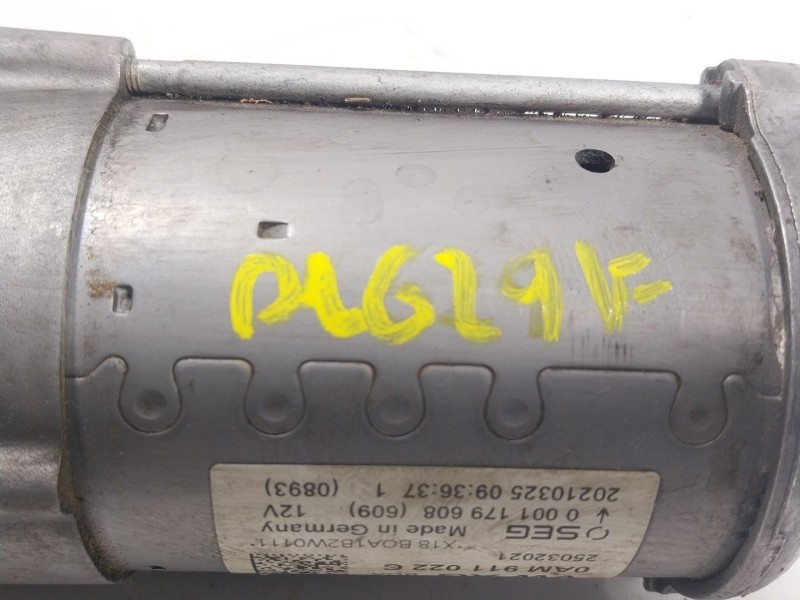 DLG29V-
0AM 911 022 C
25032021
*X18 BOA1B2W0111*
SEG
Made in Germany
0 001 179 608 (609) 12V
20210325 09:36:37 1 (0893)